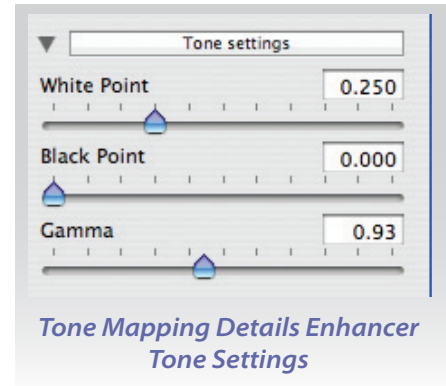 Tone settings
White Point 0.250
Black Point 0.000
Gamma 0.93
Tone Mapping Details Enhancer
Tone Settings